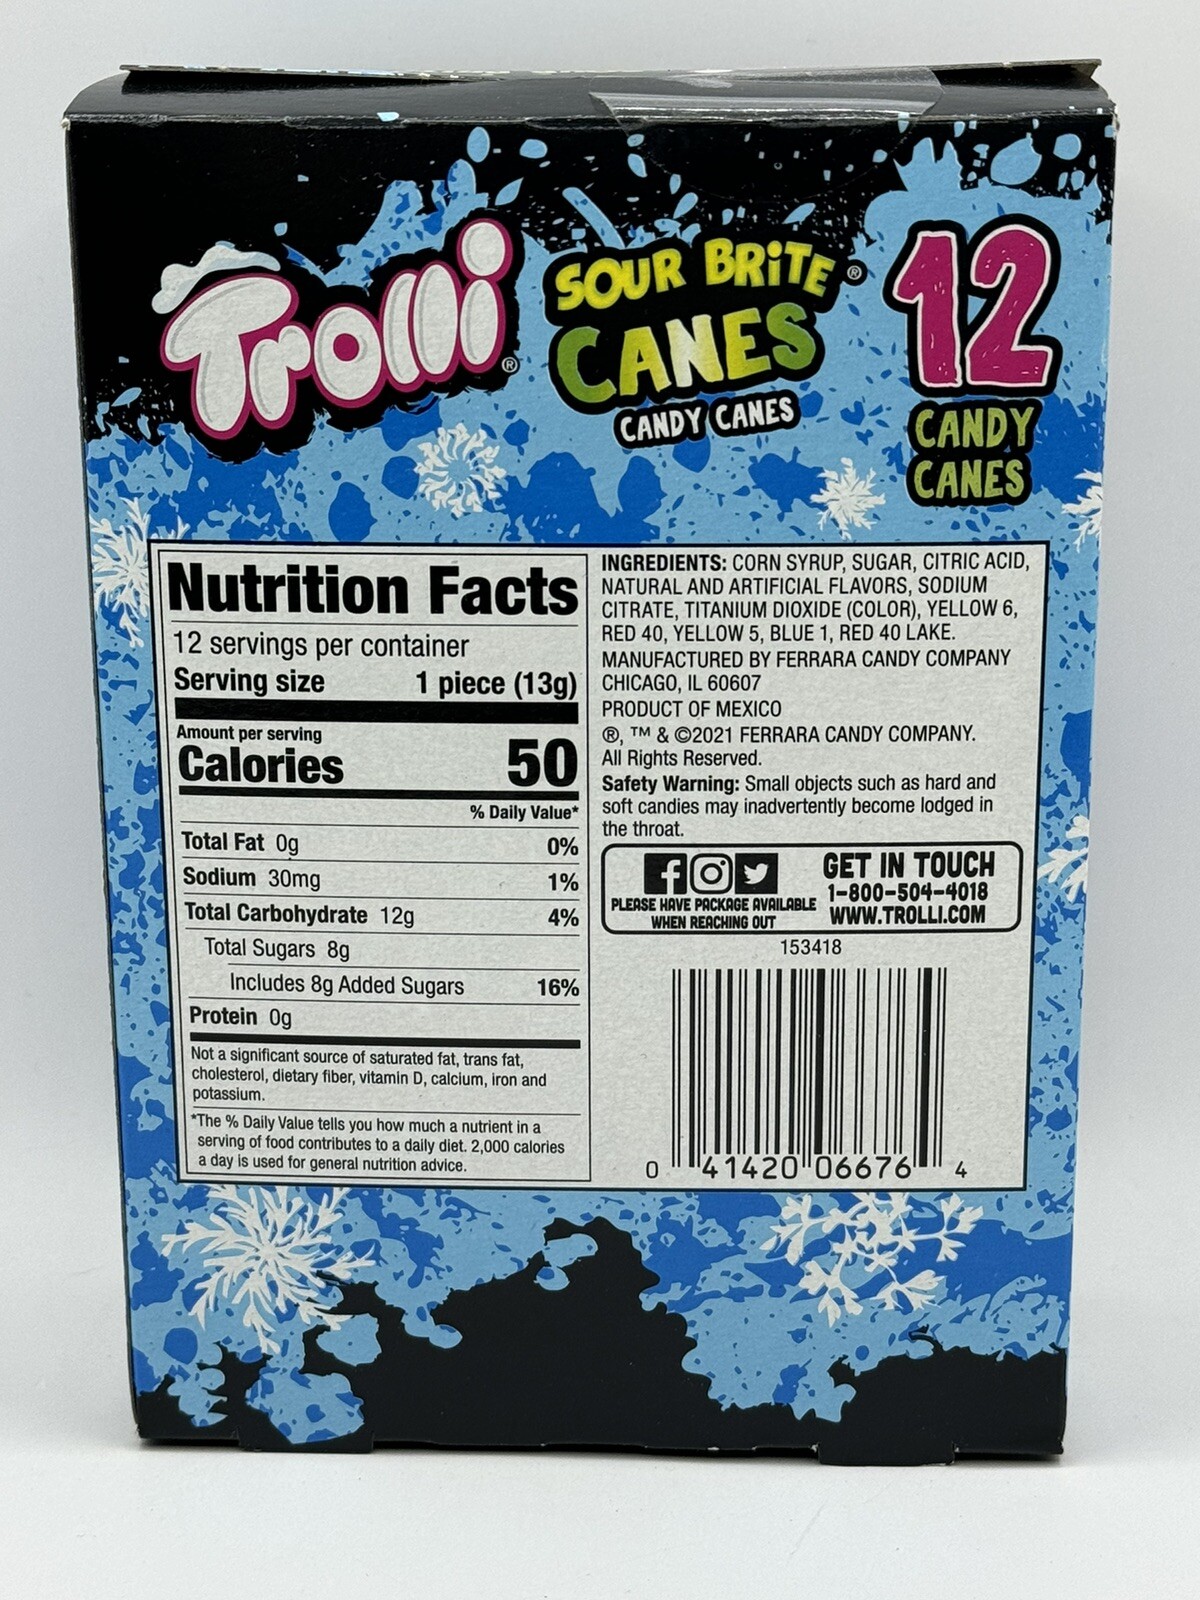 Trolli®
SOUR BRiTE®
CANES
CANDY CANES
12
CANDY
CANES
Nutrition Facts
12 servings per container
Serving size 1 piece (13g)
Amount per serving
Calories 50
% Daily Value*
Total Fat 0g 0%
Sodium 30mg 1%
Total Carbohydrate 12g 4%
Total Sugars 8g
Includes 8g Added Sugars 16%
Protein 0g
Not a significant source of saturated fat, trans fat,
cholesterol, dietary fiber, vitamin D, calcium, iron and
potassium.
*The % Daily Value tells you how much a nutrient in a
serving of food contributes to a daily diet. 2,000 calories
a day is used for general nutrition advice.
INGREDIENTS: CORN SYRUP, SUGAR, CITRIC ACID,
NATURAL AND ARTIFICIAL FLAVORS, SODIUM
CITRATE, TITANIUM DIOXIDE (COLOR), YELLOW 6,
RED 40, YELLOW 5, BLUE 1, RED 40 LAKE.
MANUFACTURED BY FERRARA CANDY COMPANY
CHICAGO, IL 60607
PRODUCT OF MEXICO
®, ™ & ©2021 FERRARA CANDY COMPANY.
All Rights Reserved.
Safety Warning: Small objects such as hard and
soft candies may inadvertently become lodged in
the throat.
PLEASE HAVE PACKAGE AVAILABLE
WHEN REACHING OUT
GET IN TOUCH
1-800-504-4018
WWW.TROLLI.COM
153418
0 41420 06676 4